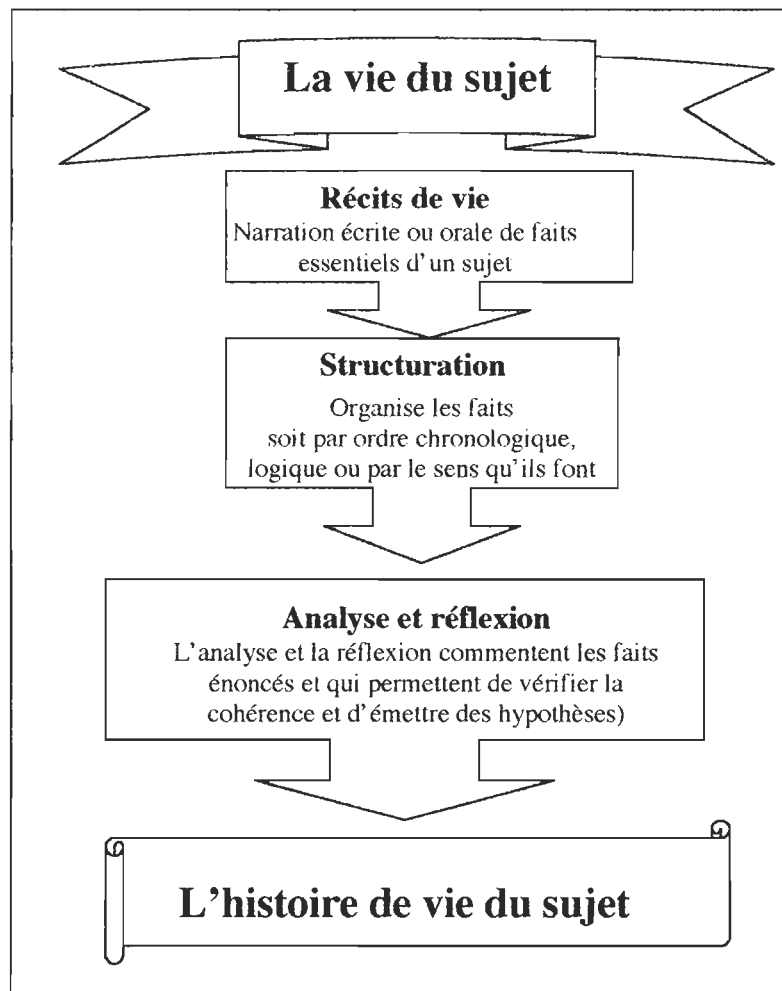 La vie du sujet
Récits de vie
Narration écrite ou orale de faits
essentiels d'un sujet
Structuration
Organise les faits
soit par ordre chronologique,
logique ou par le sens qu'ils font
Analyse et réflexion
L'analyse et la réflexion commentent les faits
énoncés et qui permettent de vérifier la
cohérence et d'émettre des hypothèses)
L'histoire de vie du sujet